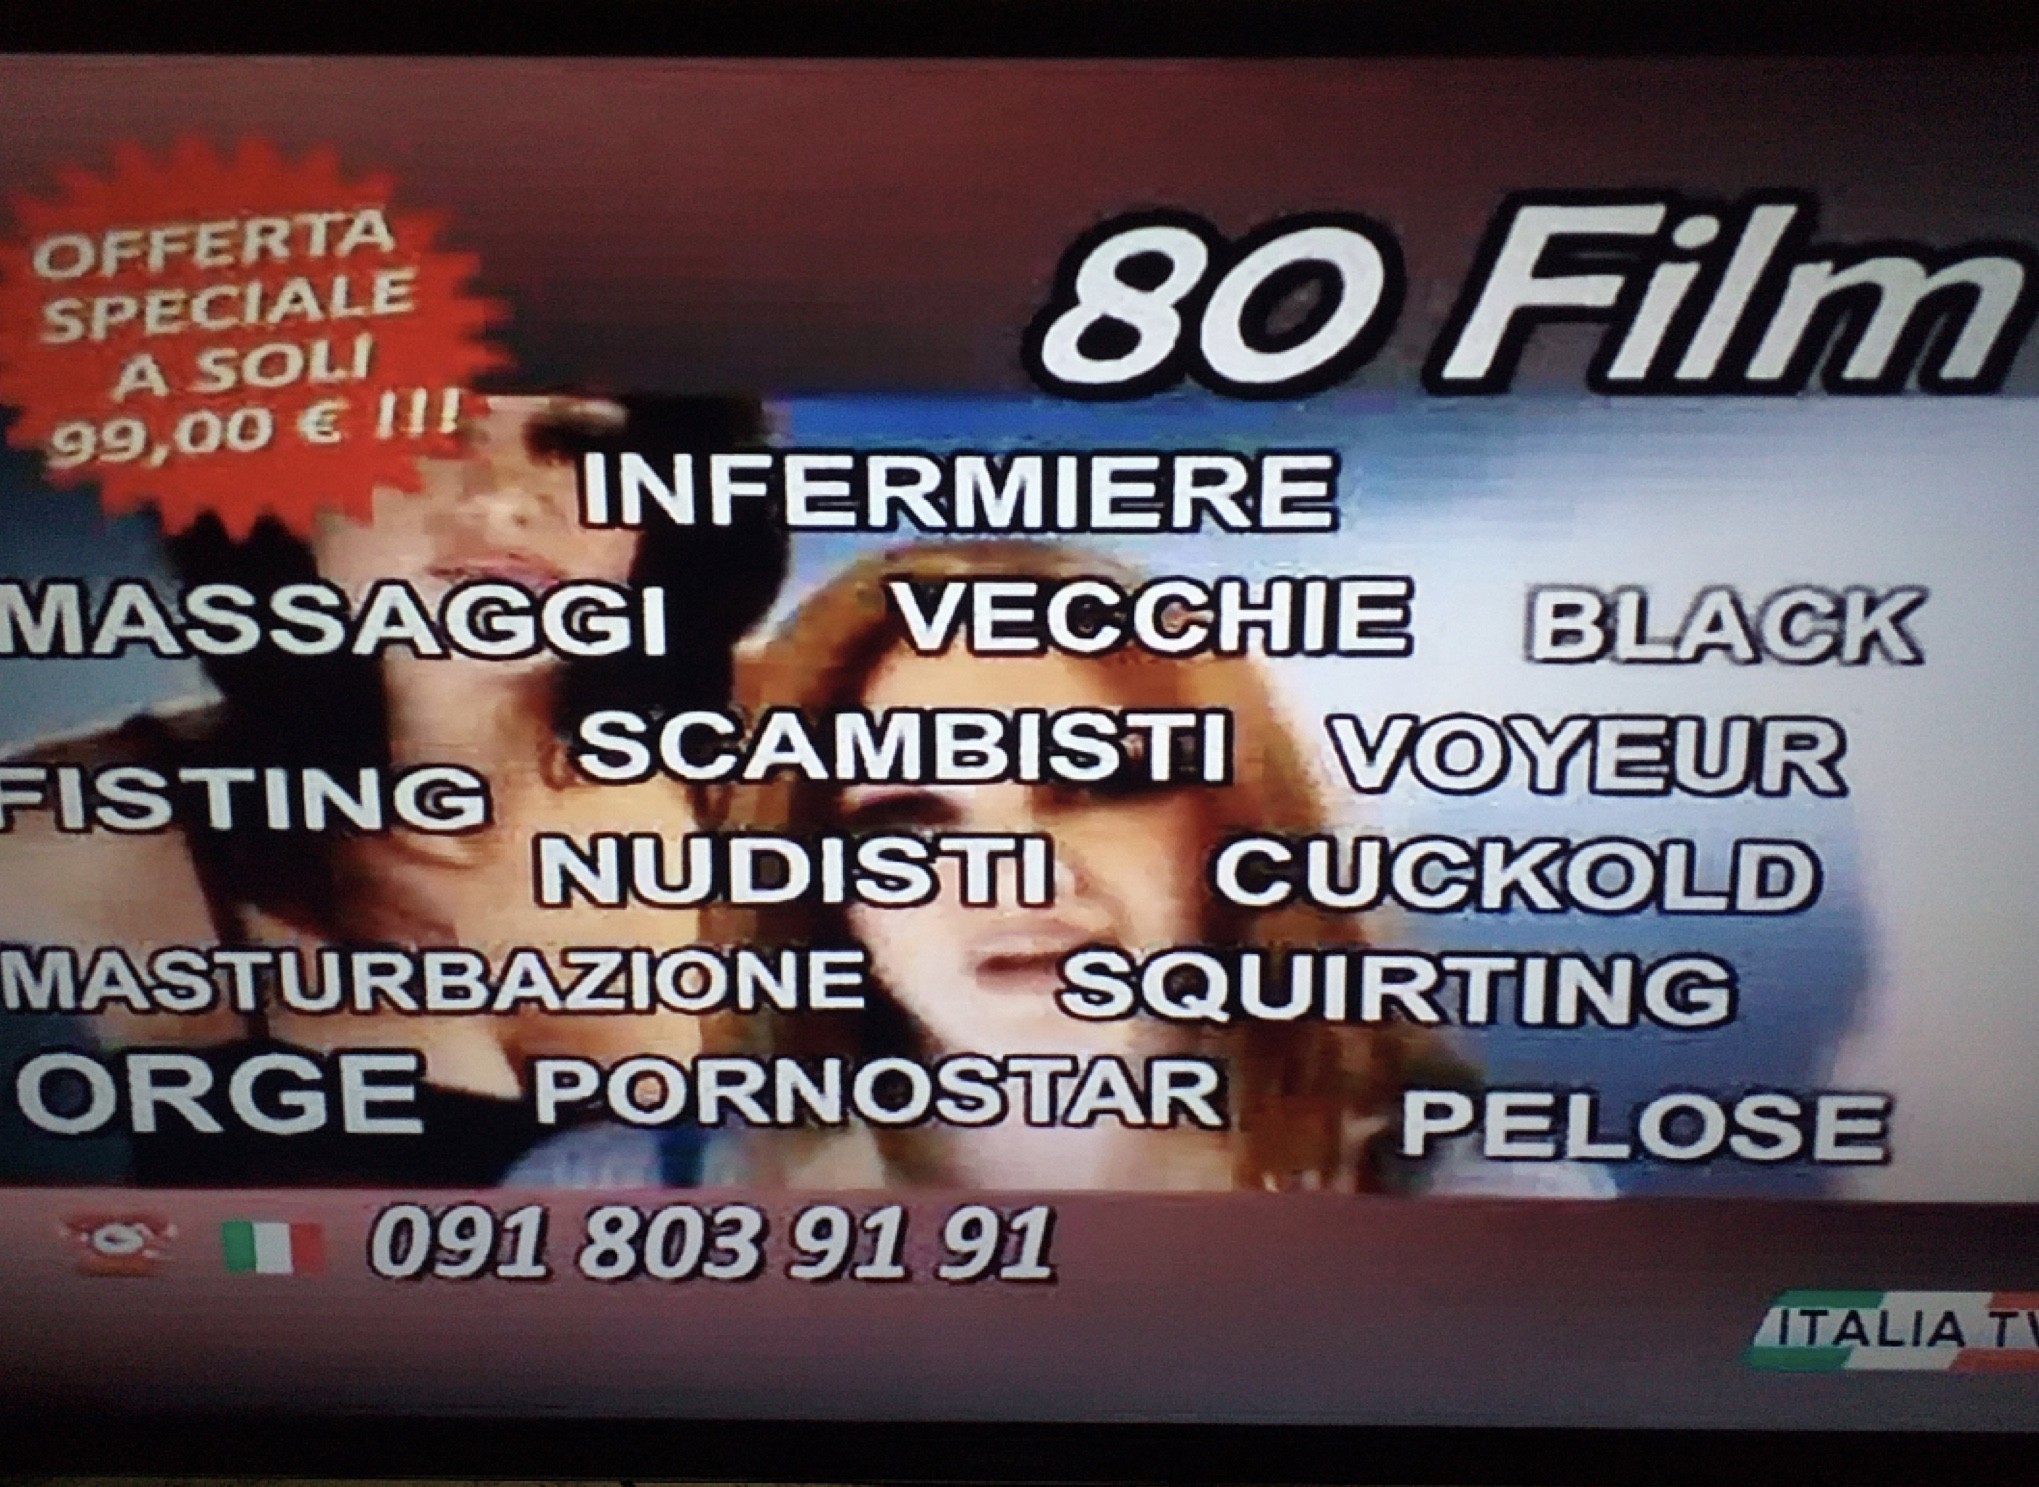 OFFERTA
SPECIALE
A SOLI
99,00 € !!!
80 Film
INFERMIERE
MASSAGGI VECCHIE BLACK
SCAMBISTI VOYEUR
FISTING
NUDISTI CUCKOLD
MASTURBAZIONE SQUIRTING
ORGE PORNOSTAR PELOSE
091 803 91 91
ITALIA TV